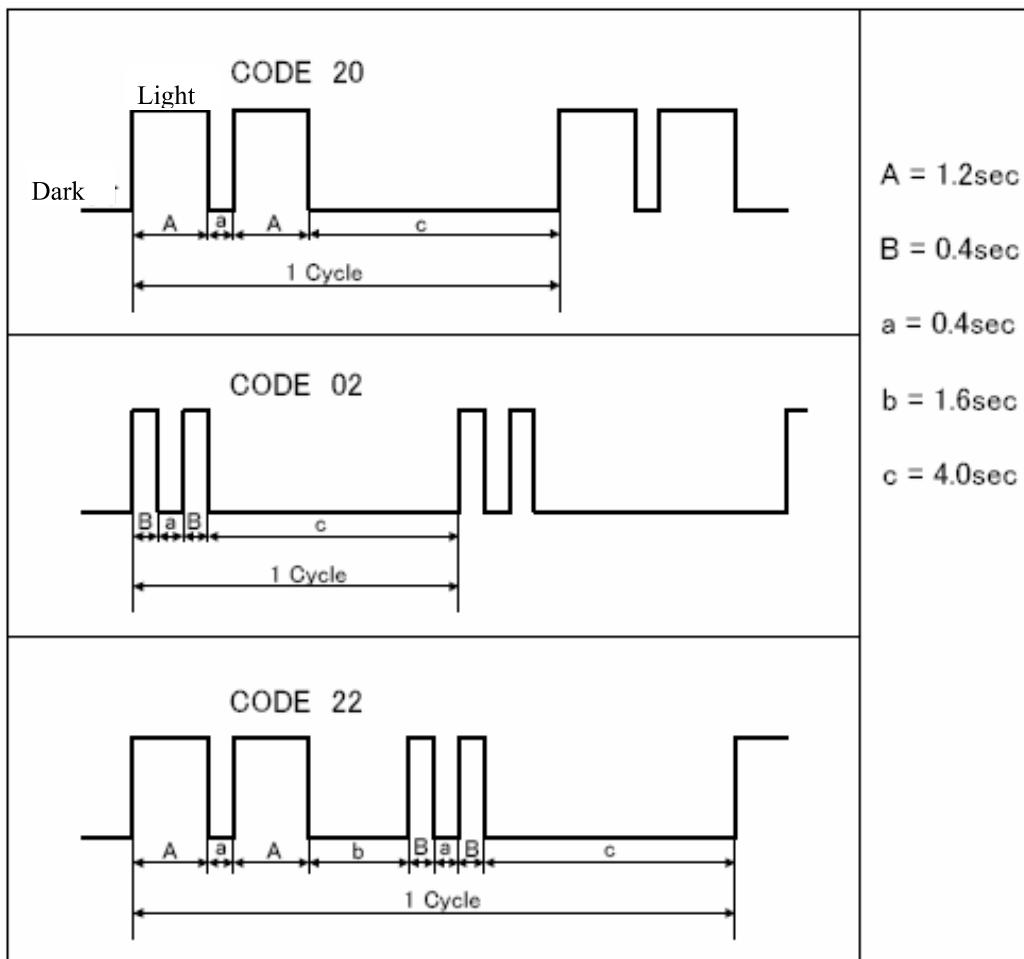 CODE 20
Light
Dark
A a A c
1 Cycle
CODE 02
B a B c
1 Cycle
CODE 22
A a A b B a B c
1 Cycle
A = 1.2sec
B = 0.4sec
a = 0.4sec
b = 1.6sec
c = 4.0sec